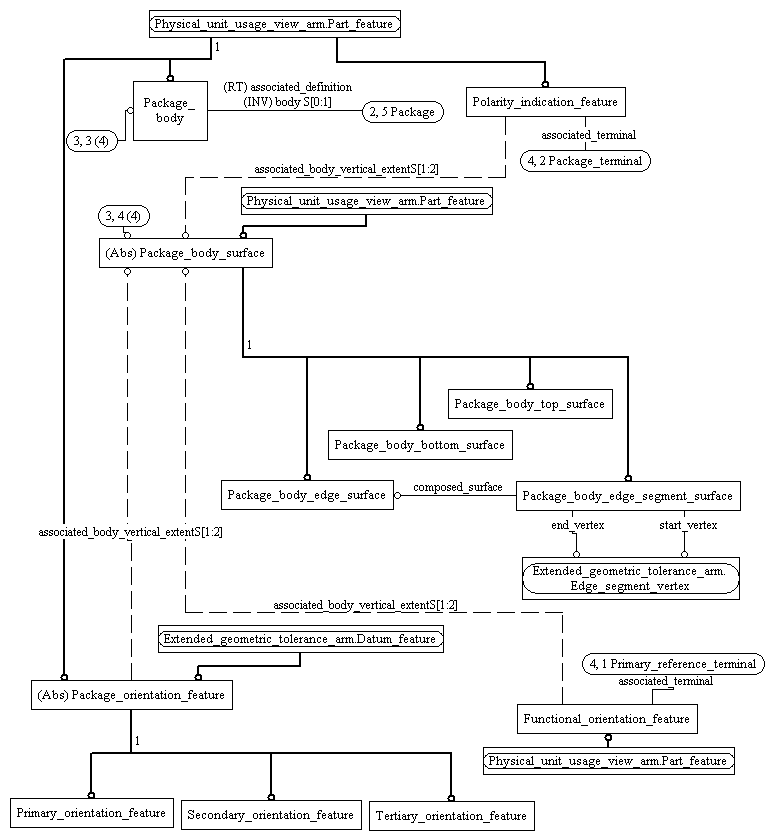 Physical_unit_usage_view_arm.Part_feature
1
Package_
body
(RT) associated_definition
(INV) body S[0:1]
2, 5 Package
3, 3 (4)
Polarity_indication_feature
associated_terminal
4, 2 Package_terminal
associated_body_vertical_extentS[1:2]
Physical_unit_usage_view_arm.Part_feature
3, 4 (4)
(Abs) Package_body_surface
1
Package_body_top_surface
Package_body_bottom_surface
Package_body_edge_surface
composed_surface
Package_body_edge_segment_surface
end_vertex
start_vertex
associated_body_vertical_extentS[1:2]
Extended_geometric_tolerance_arm.
Edge_segment_vertex
associated_body_vertical_extentS[1:2]
Extended_geometric_tolerance_arm.Datum_feature
4, 1 Primary_reference_terminal
associated_terminal
(Abs) Package_orientation_feature
Functional_orientation_feature
1
Physical_unit_usage_view_arm.Part_feature
Primary_orientation_feature
Secondary_orientation_feature
Tertiary_orientation_feature